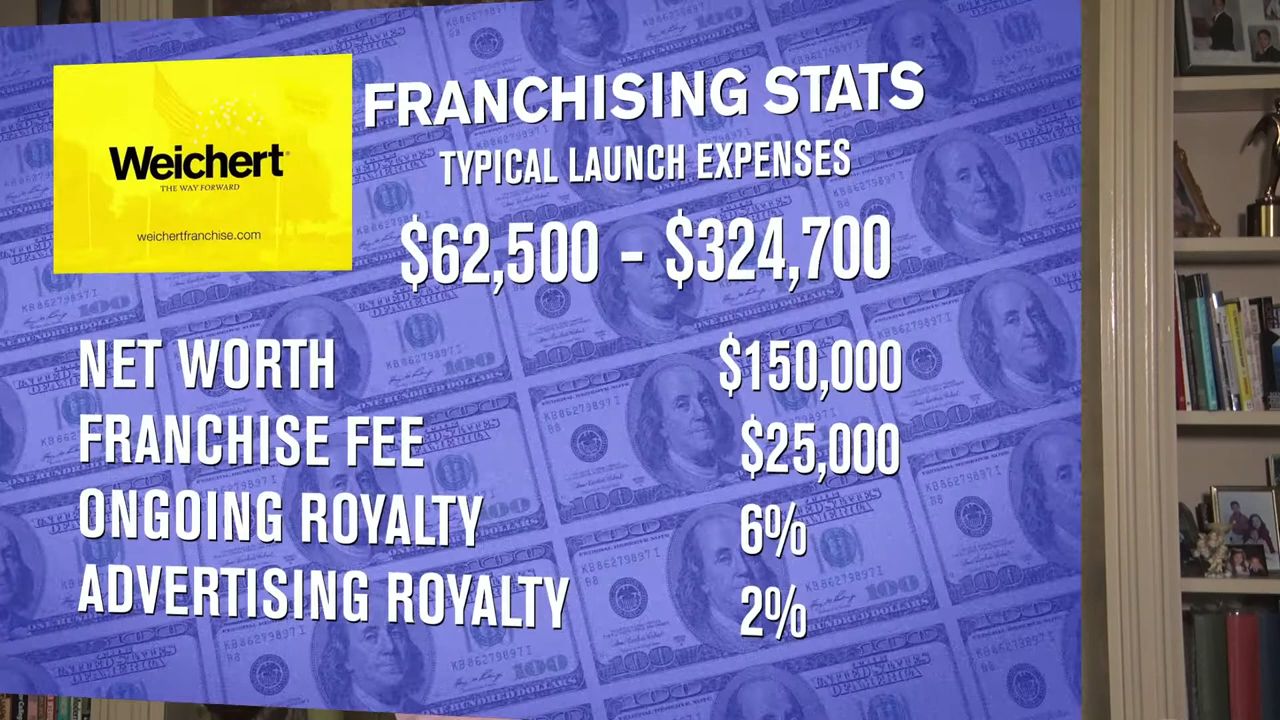 Weichert
THE WAY FORWARD
weichertfranchise.com
FRANCHISING STATS
TYPICAL LAUNCH EXPENSES
$62,500 - $324,700
NET WORTH $150,000
FRANCHISE FEE $25,000
ONGOING ROYALTY 6%
ADVERTISING ROYALTY 2%